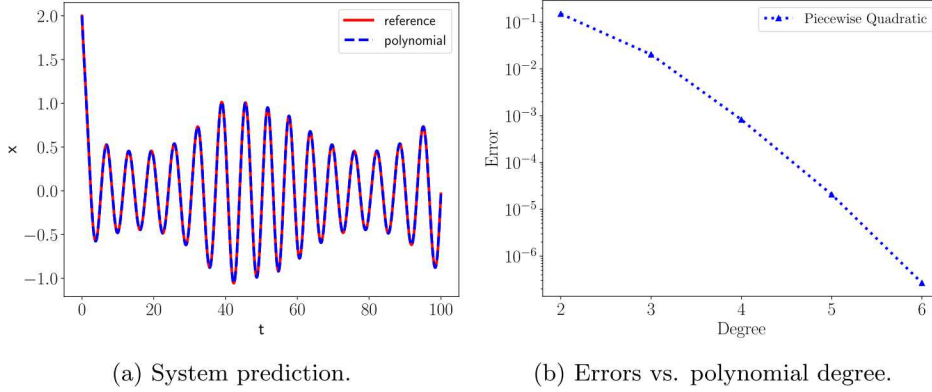 reference
polynomial
2.0
1.5
1.0
0.5
0.0
−0.5
−1.0
x
0 20 40 60 80 100
t
(a) System prediction.
Piecewise Quadratic
10⁻¹
10⁻²
10⁻³
10⁻⁴
10⁻⁵
10⁻⁶
Error
2 3 4 5 6
Degree
(b) Errors vs. polynomial degree.